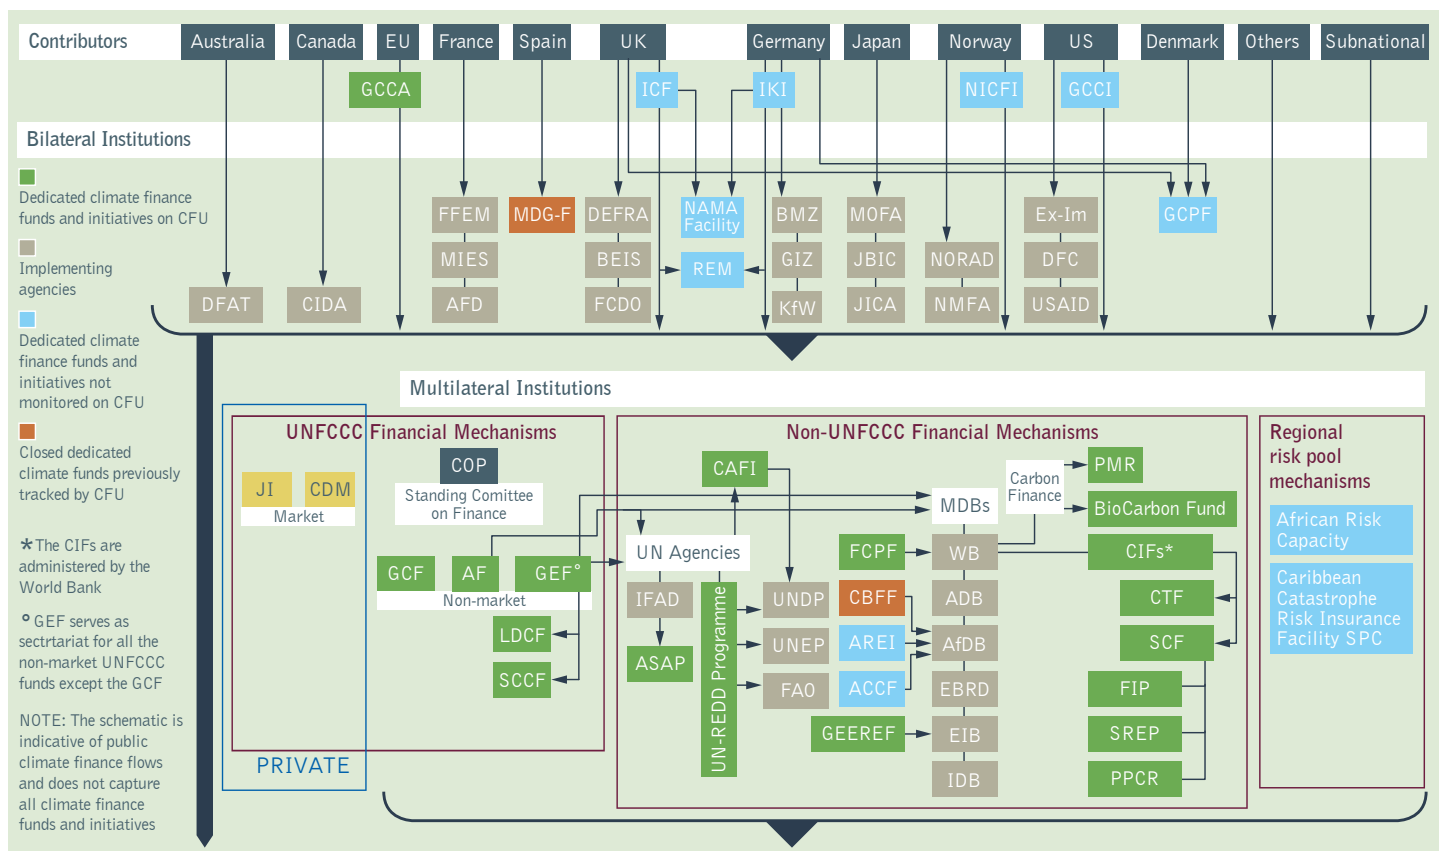 Contributors
Australia
Canada
EU
France
Spain
UK
Germany
Japan
Norway
US
Denmark
Others
Subnational
GCCA
ICF
IKI
NICFI
GCCI
Bilateral Institutions
Dedicated climate finance
funds and initiatives on CFU
Implementing
agencies
Dedicated climate
finance funds and
initiatives not
monitored on CFU
Closed dedicated
climate funds previously
tracked by CFU
*The CIFs are
administered by the
World Bank
° GEF serves as
sectrtariat for all the
non-market UNFCCC
funds except the GCF
NOTE: The schematic is
indicative of public
climate finance flows
and does not capture
all climate finance
funds and initiatives
FFEM
MDG-F
DEFRA
NAMA
Facility
BMZ
MOFA
Ex-Im
GCPF
MIES
BEIS
REM
GIZ
JBIC
NORAD
DFC
DFAT
CIDA
AFD
FCDO
KfW
JICA
NMFA
USAID
Multilateral Institutions
UNFCCC Financial Mechanisms
COP
Standing Comittee
on Finance
JI
CDM
Market
GCF
AF
GEF°
Non-market
LDCF
SCCF
PRIVATE
Non-UNFCCC Financial Mechanisms
CAFI
UN Agencies
IFAD
ASAP
UN-REDD Programme
UNDP
UNEP
FAO
FCPF
CBFF
AREI
ACCF
GEEREF
MDBs
WB
ADB
AfDB
EBRD
EIB
IDB
Carbon
Finance
PMR
BioCarbon Fund
CIFs*
CTF
SCF
FIP
SREP
PPCR
Regional
risk pool
mechanisms
African Risk
Capacity
Caribbean
Catastrophe
Risk Insurance
Facility SPC